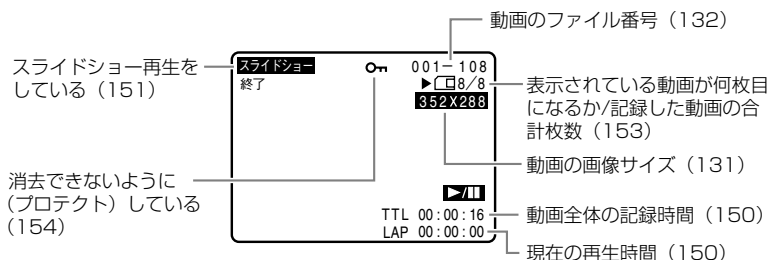 動画のファイル番号（132）
スライドショー再生を
している（151）
スライドショー
終了
001-108
8/8
352X288
TTL 00:00:16
LAP 00:00:00
表示されている動画が何枚目
になるか/記録した動画の合
計枚数（153）
動画の画像サイズ（131）
消去できないように
（プロテクト）している
（154）
動画全体の記録時間（150）
現在の再生時間（150）